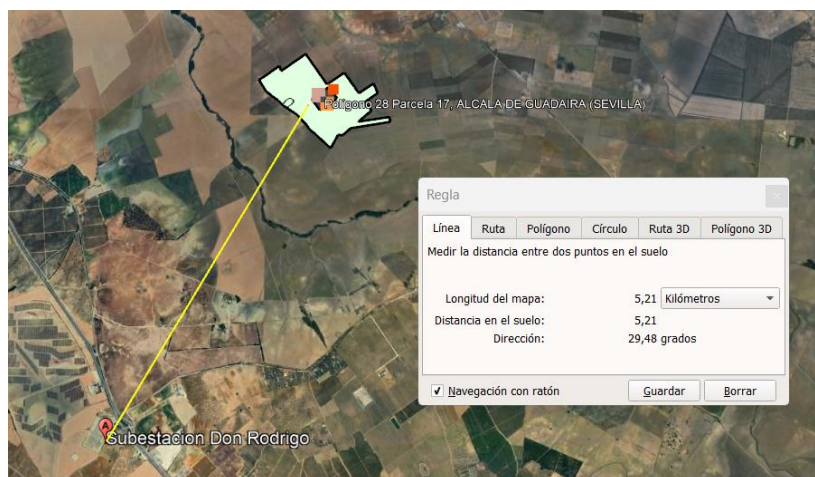 Polígono 28 Parcela 17, ALCALA DE GUADAIRA (SEVILLA)
Regla
Línea Ruta Polígono Círculo Ruta 3D Polígono 3D
Medir la distancia entre dos puntos en el suelo
Longitud del mapa: 5,21 Kilómetros
Distancia en el suelo: 5,21
Dirección: 29,48 grados
Navegación con ratón Guardar Borrar
A
Subestacion Don Rodrigo